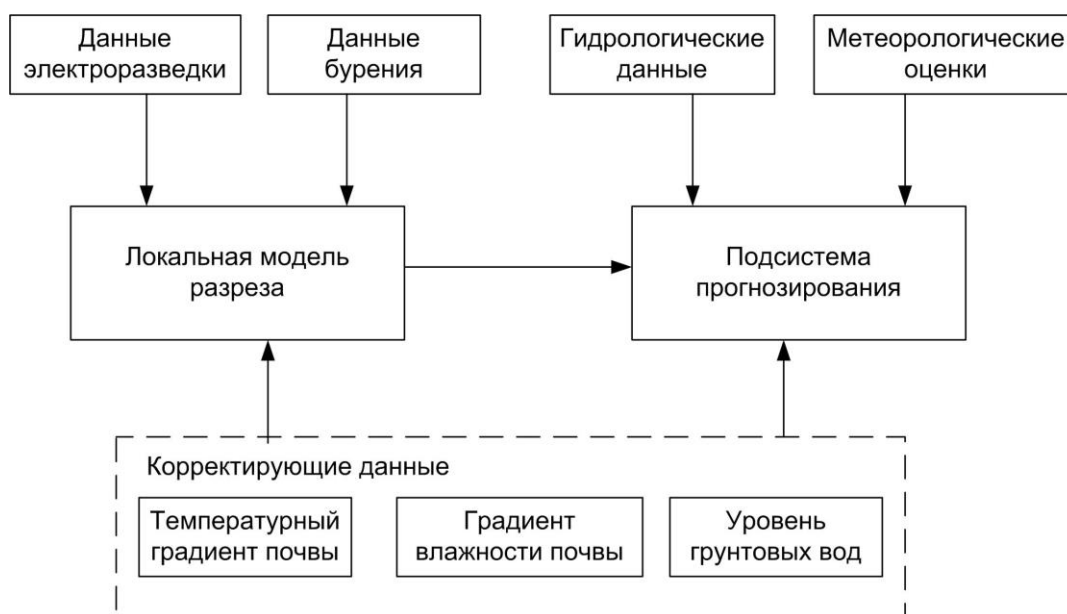 Данные
электроразведки
Данные
бурения
Гидрологические
данные
Метеорологические
оценки
Локальная модель
разреза
Подсистема
прогнозирования
Корректирующие данные
Температурный
градиент почвы
Градиент
влажности почвы
Уровень
грунтовых вод